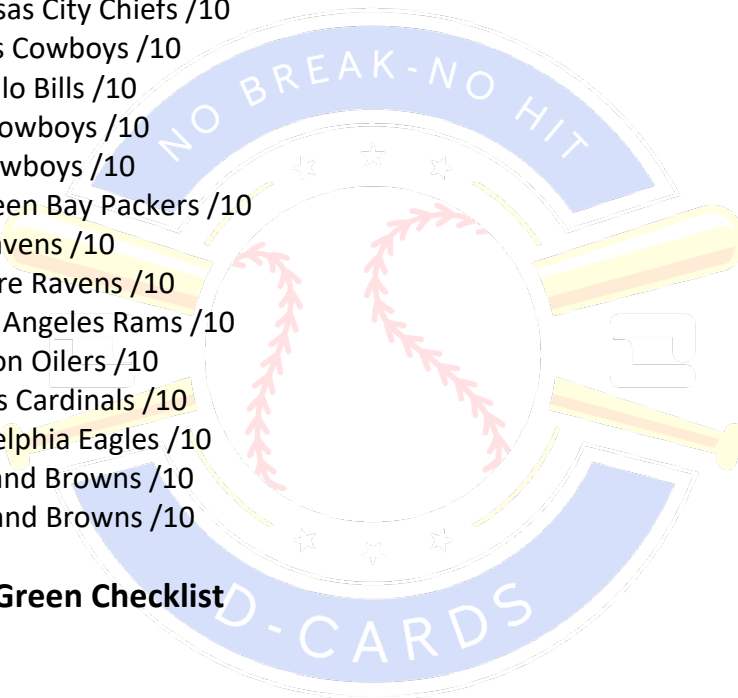 sas City Chiefs /10
s Cowboys /10
lo Bills /10
owboys /10
wboys /10
een Bay Packers /10
avens /10
re Ravens /10
Angeles Rams /10
on Oilers /10
s Cardinals /10
elphia Eagles /10
and Browns /10
and Browns /10
Green Checklist
NO BREAK-NO HIT
D-CARDS